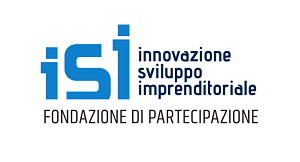 isi
innovazione
sviluppo
imprenditoriale
FONDAZIONE DI PARTECIPAZIONE